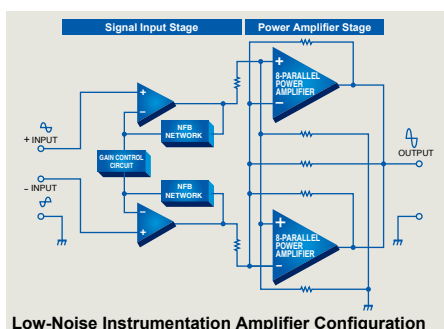 Signal Input Stage
Power Amplifier Stage
+
−
8-PARALLEL
POWER
AMPLIFIER
+
−
NFB
NETWORK
+ INPUT
GAIN CONTROL
CIRCUIT
OUTPUT
− INPUT
NFB
NETWORK
−
+
+
−
8-PARALLEL
POWER
AMPLIFIER
Low-Noise Instrumentation Amplifier Configuration